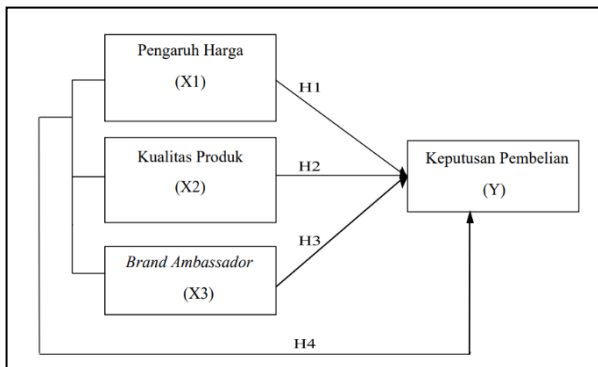 Pengaruh Harga
(X1)
H1
Kualitas Produk
(X2)
H2
Keputusan Pembelian
(Y)
Brand Ambassador
(X3)
H3
H4